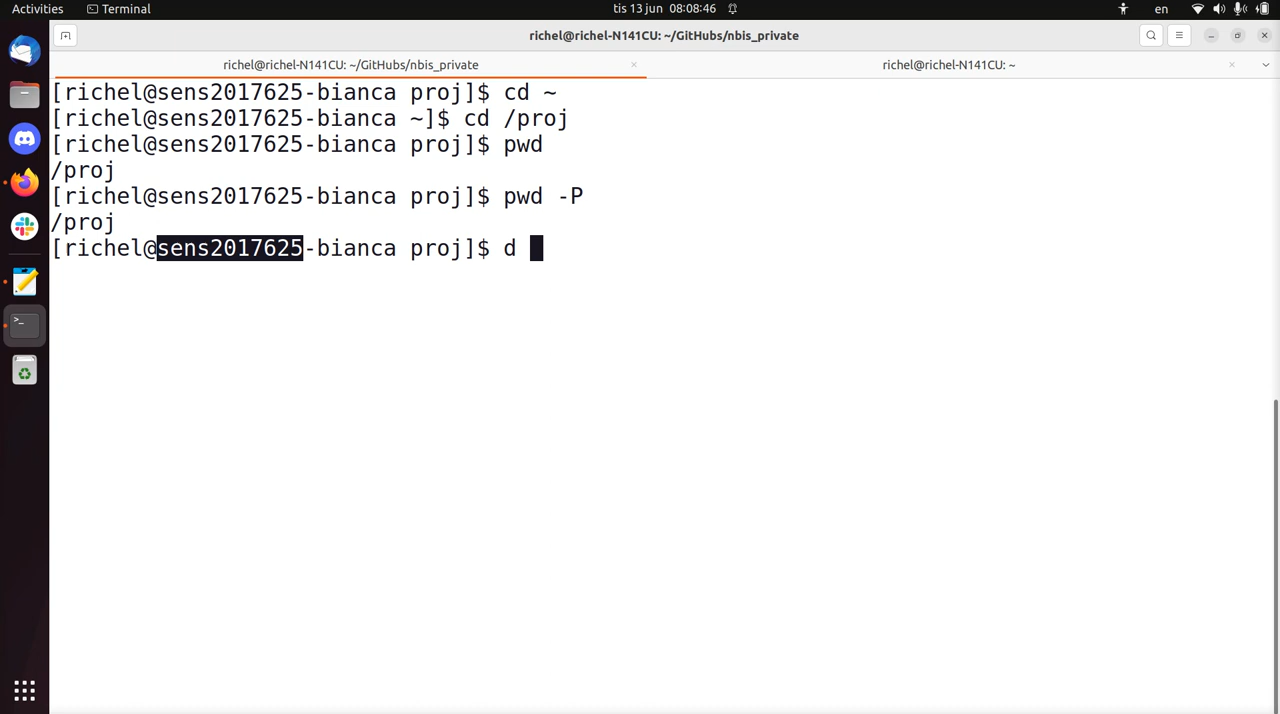 Activities Terminal tis 13 jun 08:08:46 en
richel@richel-N141CU: ~/GitHubs/nbis_private
richel@richel-N141CU: ~/GitHubs/nbis_private × richel@richel-N141CU: ~ ×
[richel@sens2017625-bianca proj]$ cd ~
[richel@sens2017625-bianca ~]$ cd /proj
[richel@sens2017625-bianca proj]$ pwd
/proj
[richel@sens2017625-bianca proj]$ pwd -P
/proj
[richel@sens2017625-bianca proj]$ d